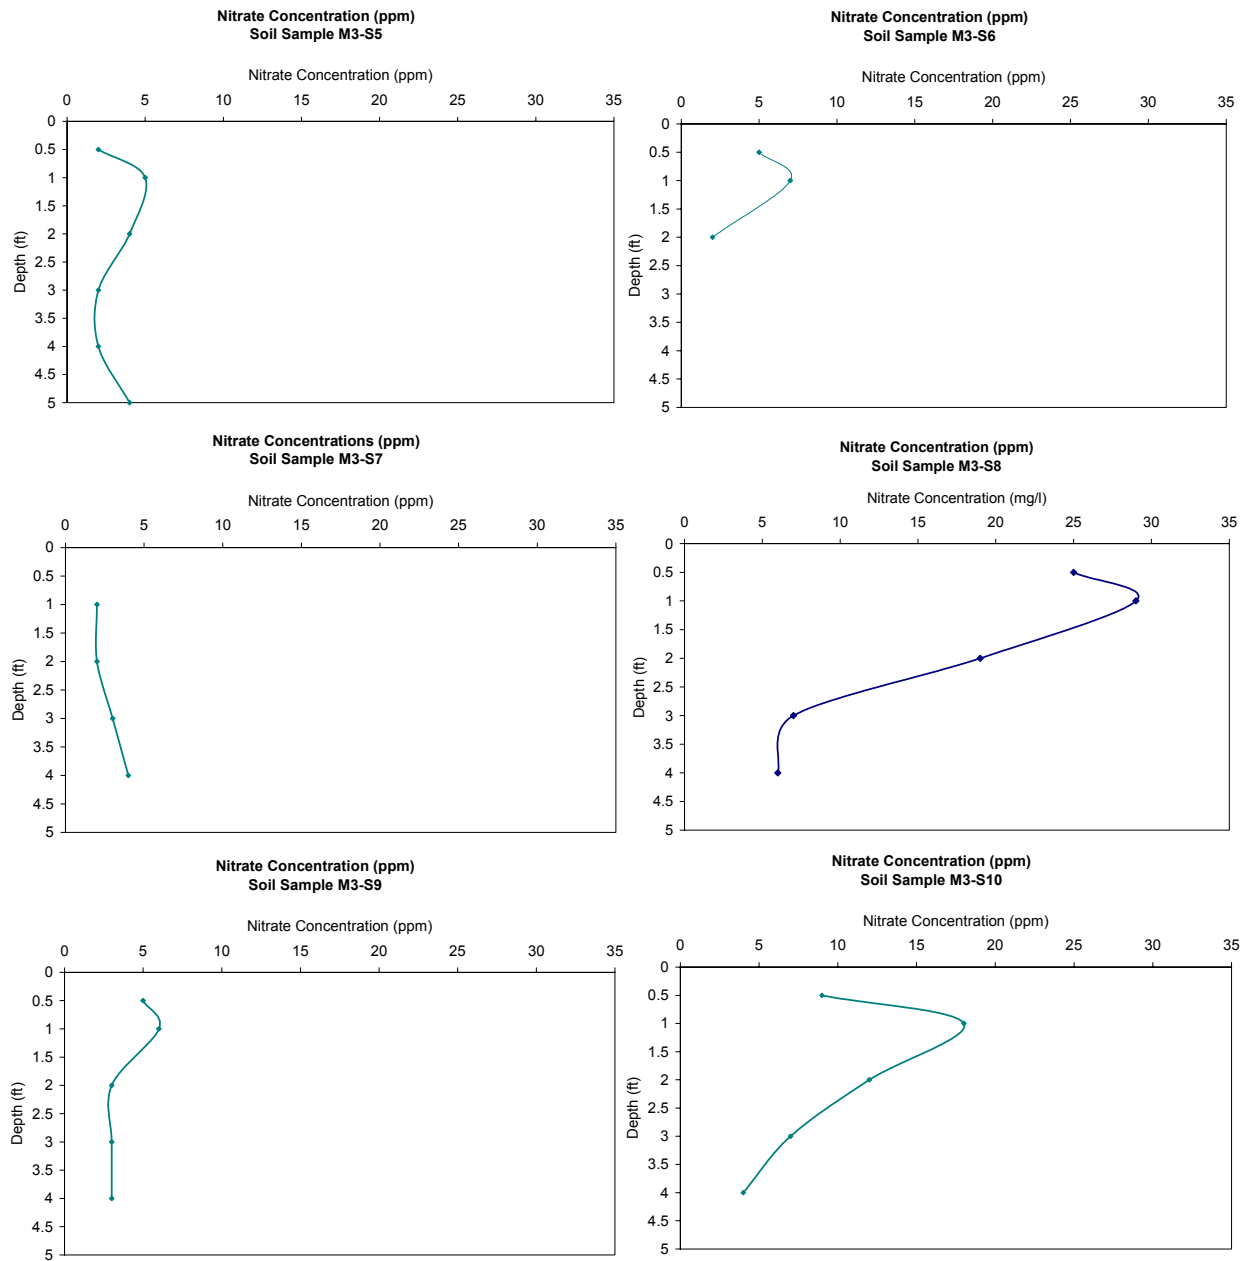 Nitrate Concentration (ppm)
Soil Sample M3-S5
Nitrate Concentration (ppm)
0 5 10 15 20 25 30 35
0
0.5
1
1.5
2
2.5
3
3.5
4
4.5
5
Depth (ft)
Nitrate Concentration (ppm)
Soil Sample M3-S6
Nitrate Concentration (ppm)
0 5 10 15 20 25 30 35
0
0.5
1
1.5
2
2.5
3
3.5
4
4.5
5
Depth (ft)
Nitrate Concentrations (ppm)
Soil Sample M3-S7
Nitrate Concentration (ppm)
0 5 10 15 20 25 30 35
0
0.5
1
1.5
2
2.5
3
3.5
4
4.5
5
Depth (ft)
Nitrate Concentration (ppm)
Soil Sample M3-S8
Nitrate Concentration (mg/l)
0 5 10 15 20 25 30 35
0
0.5
1
1.5
2
2.5
3
3.5
4
4.5
5
Depth (ft)
Nitrate Concentration (ppm)
Soil Sample M3-S9
Nitrate Concentration (ppm)
0 5 10 15 20 25 30 35
0
0.5
1
1.5
2
2.5
3
3.5
4
4.5
5
Depth (ft)
Nitrate Concentration (ppm)
Soil Sample M3-S10
Nitrate Concentration (ppm)
0 5 10 15 20 25 30 35
0
0.5
1
1.5
2
2.5
3
3.5
4
4.5
5
Depth (ft)